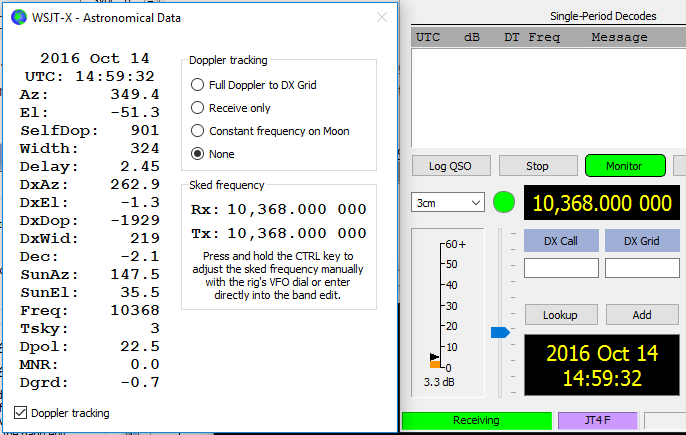 WSJT-X - Astronomical Data
2016 Oct 14
UTC: 14:59:32
Az: 349.4
El: -51.3
SelfDop: 901
Width: 324
Delay: 2.45
DxAz: 262.9
DxEl: -1.3
DxDop: -1929
DxWid: 219
Dec: -2.1
SunAz: 147.5
SunEl: 35.5
Freq: 10368
Tsky: 3
Dpol: 22.5
MNR: 0.0
Dgrd: -0.7
Doppler tracking
Doppler tracking
Full Doppler to DX Grid
Receive only
Constant frequency on Moon
None
Sked frequency
Rx: 10,368.000 000
Tx: 10,368.000 000
Press and hold the CTRL key to
adjust the sked frequency manually
with the rig's VFO dial or enter
directly into the band edit.
Single-Period Decodes
UTC dB DT Freq Message
Log QSO Stop Monitor
3cm 10,368.000 000
DX Call DX Grid
60+
50
40
30
20
10
0
3.3 dB
Lookup Add
2016 Oct 14
14:59:32
Receiving JT4 F